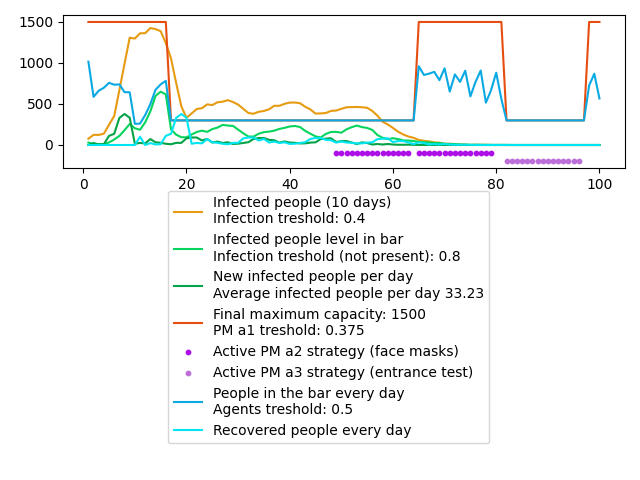 1500
1000
500
0
0 20 40 60 80 100
Infected people (10 days)
Infection treshold: 0.4
Infected people level in bar
Infection treshold (not present): 0.8
New infected people per day
Average infected people per day 33.23
Final maximum capacity: 1500
PM a1 treshold: 0.375
Active PM a2 strategy (face masks)
Active PM a3 strategy (entrance test)
People in the bar every day
Agents treshold: 0.5
Recovered people every day